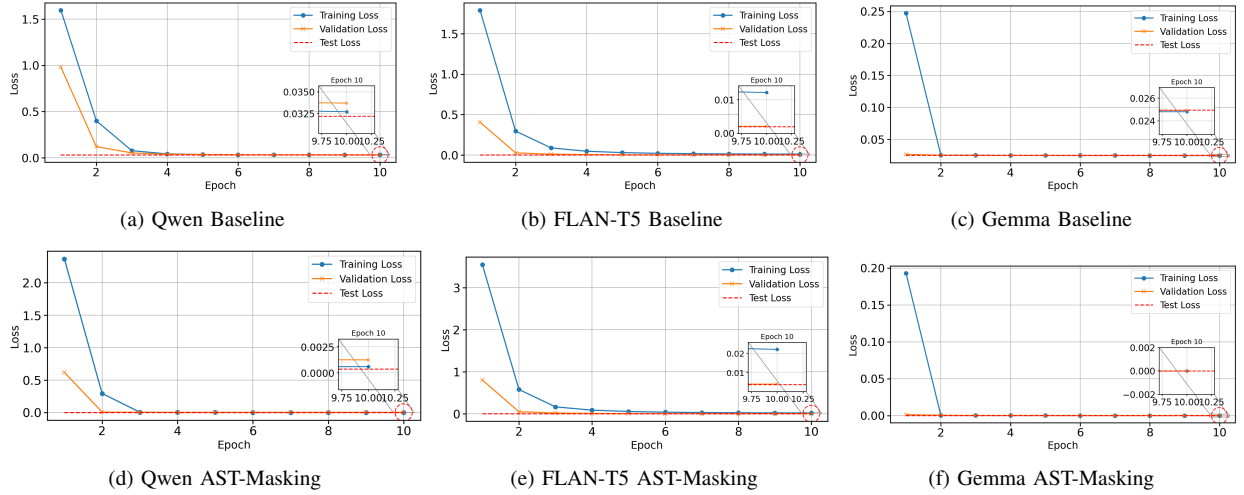 1.5
1.0
0.5
0.0
Loss
2
4
6
8
10
Epoch
Training Loss
Validation Loss
Test Loss
Epoch 10
0.0350
0.0325
9.75
10.00
10.25
(a) Qwen Baseline
1.5
1.0
0.5
0.0
Loss
2
4
6
8
10
Epoch
Training Loss
Validation Loss
Test Loss
Epoch 10
0.01
0.00
9.75
10.00
10.25
(b) FLAN-T5 Baseline
0.25
0.20
0.15
0.10
0.05
Loss
2
4
6
8
10
Epoch
Training Loss
Validation Loss
Test Loss
Epoch 10
0.026
0.024
9.75
10.00
10.25
(c) Gemma Baseline
2.0
1.5
1.0
0.5
0.0
Loss
2
4
6
8
10
Epoch
Training Loss
Validation Loss
Test Loss
Epoch 10
0.0025
0.0000
9.75
10.00
10.25
(d) Qwen AST-Masking
3
2
1
0
Loss
2
4
6
8
10
Epoch
Training Loss
Validation Loss
Test Loss
Epoch 10
0.02
0.01
9.75
10.00
10.25
(e) FLAN-T5 AST-Masking
0.20
0.15
0.10
0.05
0.00
Loss
2
4
6
8
10
Epoch
Training Loss
Validation Loss
Test Loss
Epoch 10
0.002
0.000
−0.002
9.75
10.00
10.25
(f) Gemma AST-Masking